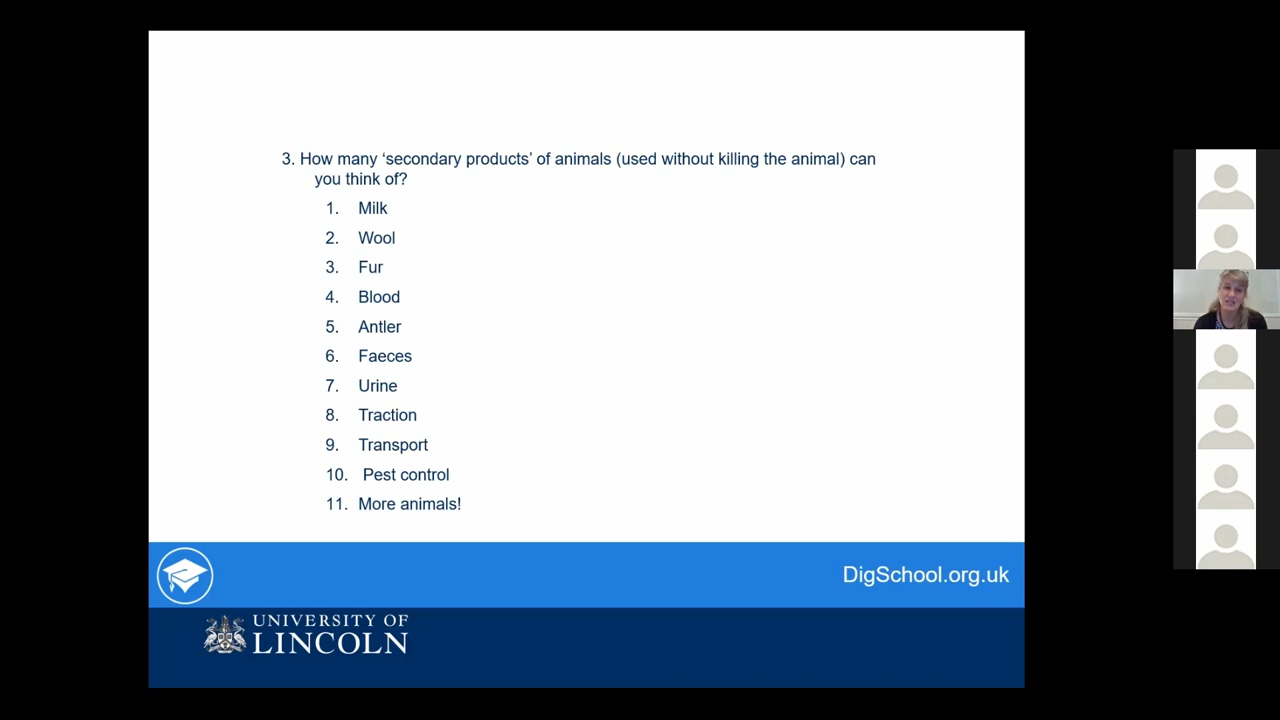 3. How many ‘secondary products’ of animals (used without killing the animal) can
you think of?
1. Milk
2. Wool
3. Fur
4. Blood
5. Antler
6. Faeces
7. Urine
8. Traction
9. Transport
10. Pest control
11. More animals!
DigSchool.org.uk
UNIVERSITY OF
LINCOLN